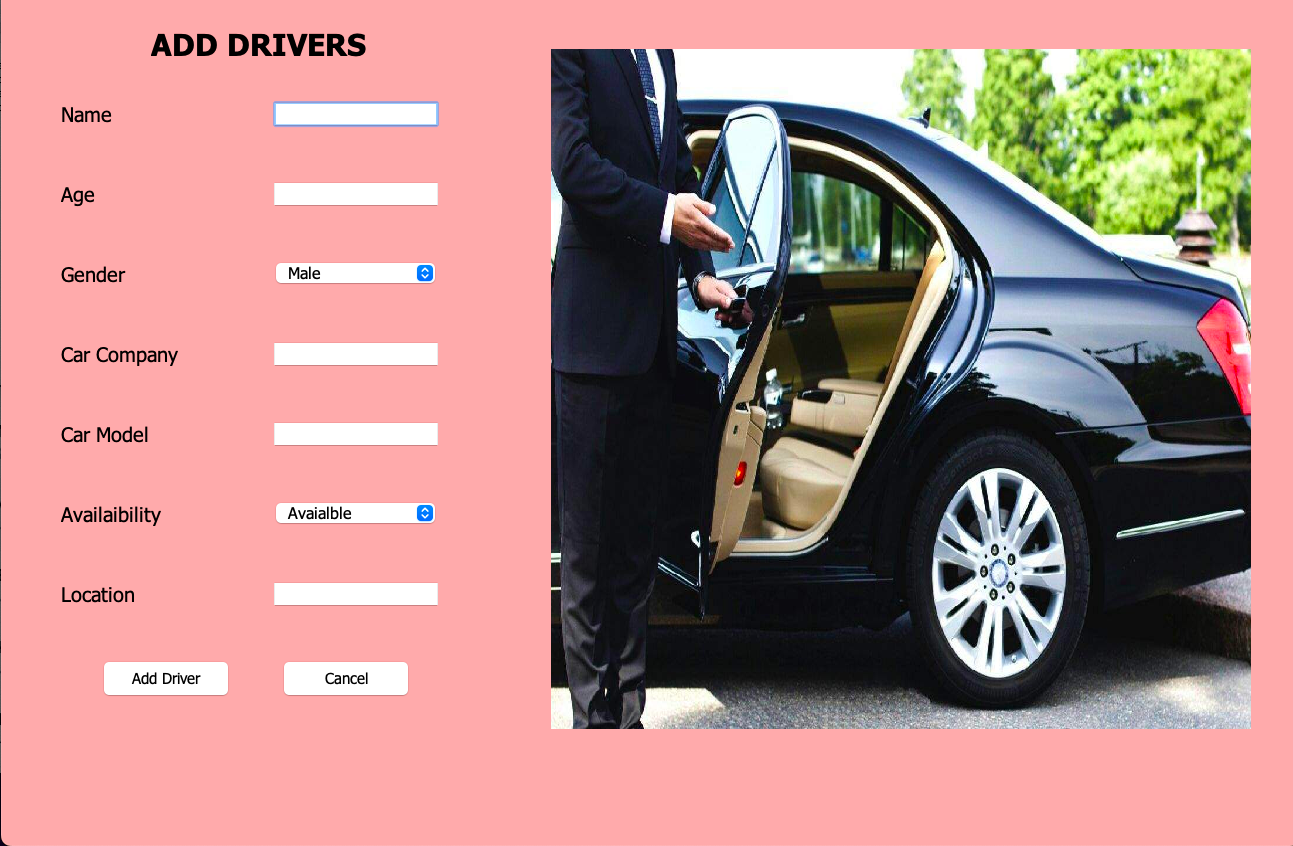 ADD DRIVERS
Name
Age
Gender Male
Car Company
Car Model
Availaibility Avaialble
Location
Add Driver Cancel